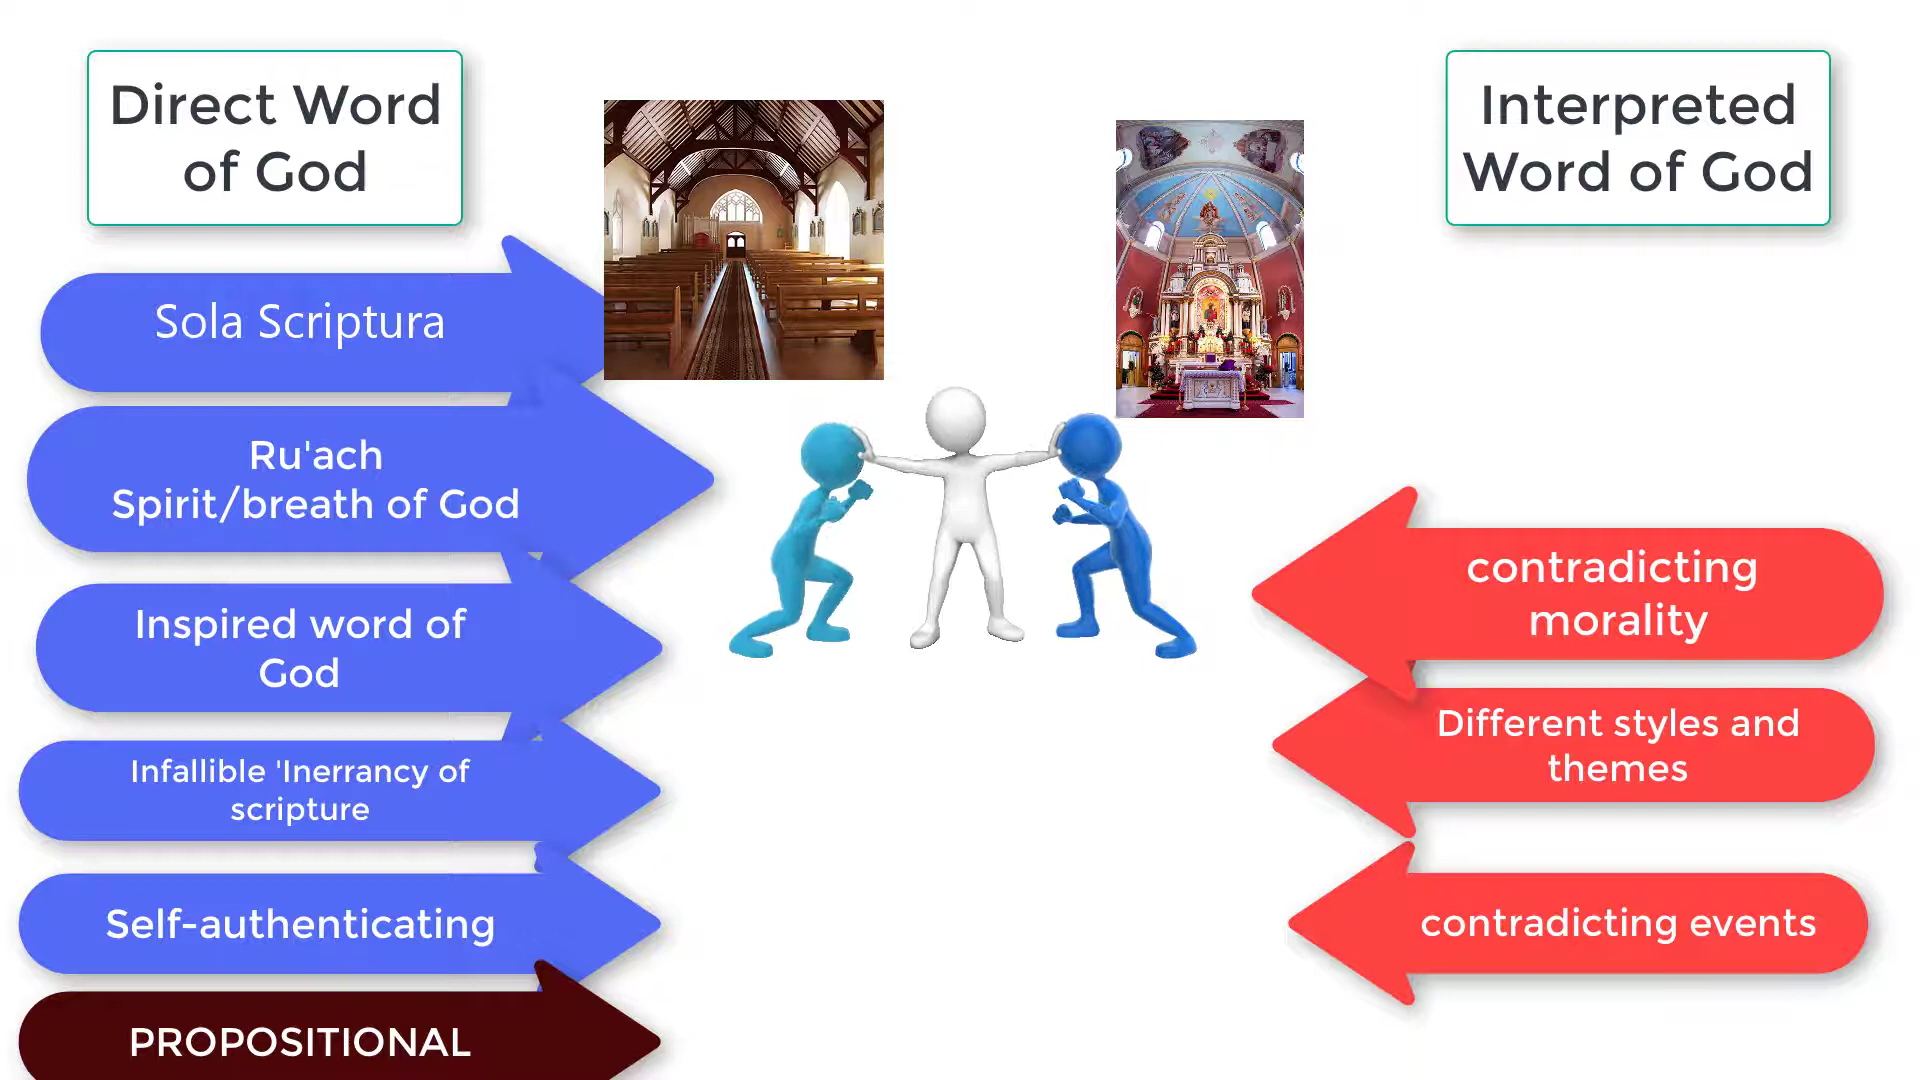 Direct Word
of God
Sola Scriptura
Ru'ach
Spirit/breath of God
Inspired word of
God
Infallible 'Inerrancy of
scripture
Self-authenticating
PROPOSITIONAL
Interpreted
Word of God
contradicting
morality
Different styles and
themes
contradicting events